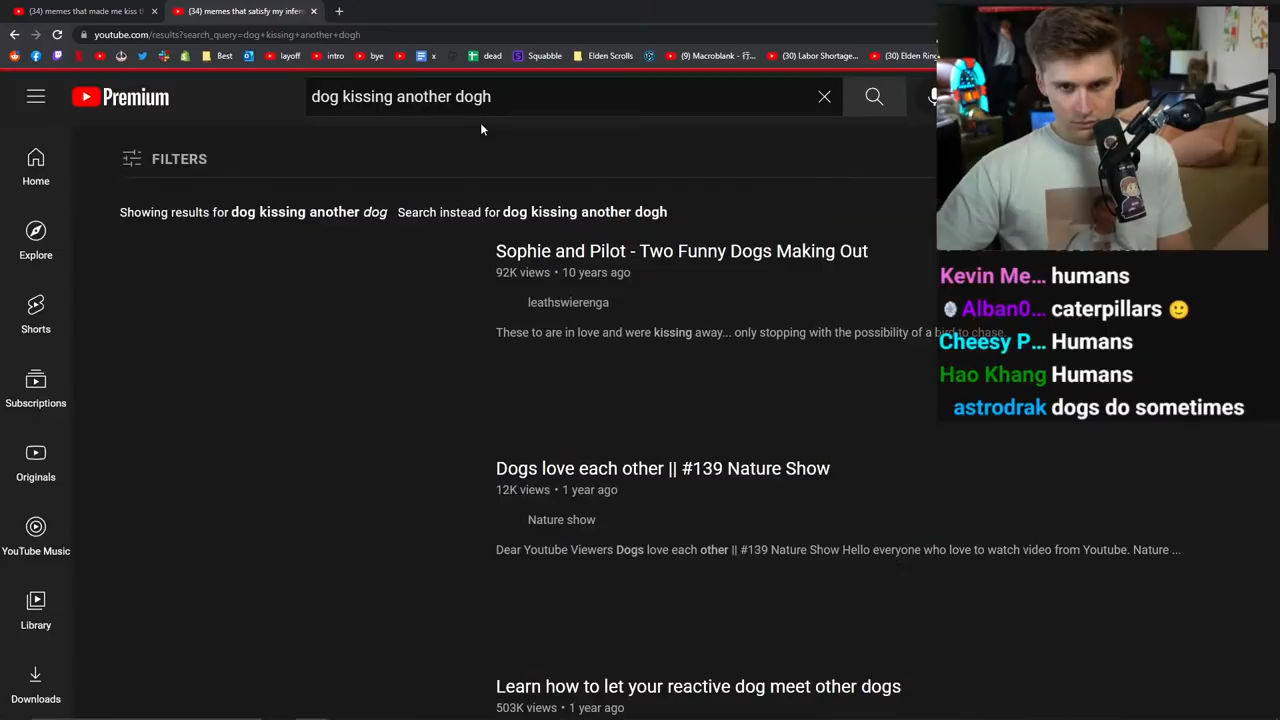 (34) memes that made me kiss t
(34) memes that satisfy my infer
youtube.com/results?search_query=dog+kissing+another+dogh
Best
layoff
intro
bye
x
dead
Squabble
Elden Scrolls
(9) Macroblank - 行...
(30) Labor Shortage...
(30) Elden Ring
Premium
dog kissing another dogh
FILTERS
Home
Explore
Shorts
Subscriptions
Originals
YouTube Music
Library
Downloads
Showing results for dog kissing another dog Search instead for dog kissing another dogh
Sophie and Pilot - Two Funny Dogs Making Out
92K views • 10 years ago
leathswierenga
These to are in love and were kissing away... only stopping with the possibility of a bird to chase.
Dogs love each other || #139 Nature Show
12K views • 1 year ago
Nature show
Dear Youtube Viewers Dogs love each other || #139 Nature Show Hello everyone who love to watch video from Youtube. Nature ...
Learn how to let your reactive dog meet other dogs
503K views • 1 year ago
Kevin Me... humans
Alban0... caterpillars
Cheesy P... Humans
Hao Khang Humans
astrodrak dogs do sometimes